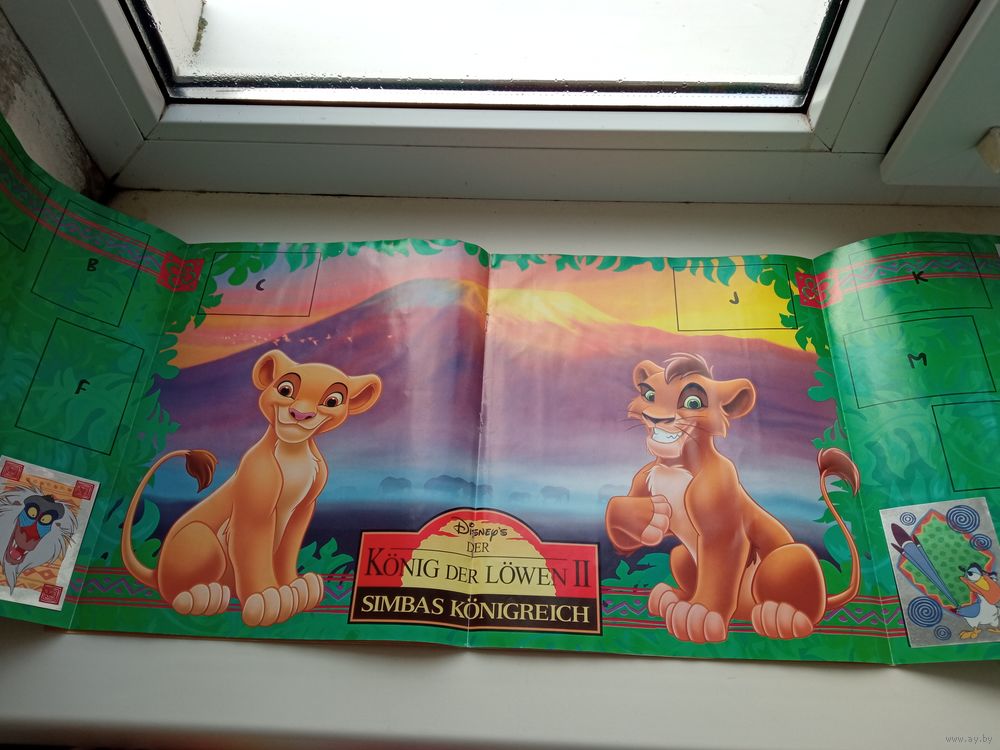 B
C
J
K
F
M
DISNEY'S
DER
KÖNIG DER LÖWEN II
SIMBAS KÖNIGREICH
www.ay.by